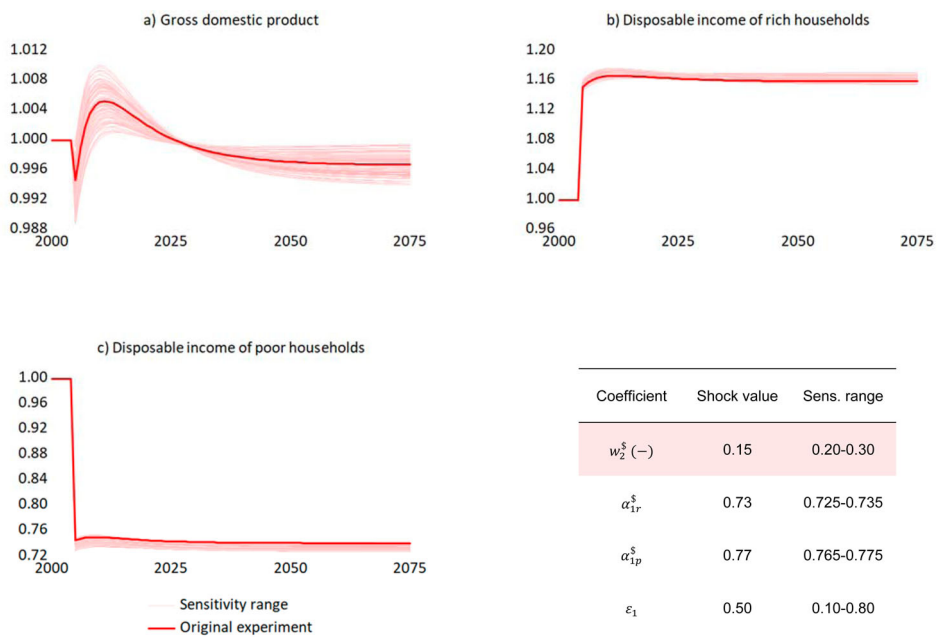 a) Gross domestic product
1.012
1.008
1.004
1.000
0.996
0.992
0.988
2000 2025 2050 2075
b) Disposable income of rich households
1.20
1.16
1.12
1.08
1.04
1.00
0.96
2000 2025 2050 2075
c) Disposable income of poor households
1.00
0.96
0.92
0.88
0.84
0.80
0.76
0.72
2000 2025 2050 2075
Sensitivity range
Original experiment
Coefficient Shock value Sens. range
w₂^$ (−) 0.15 0.20-0.30
α₁ᵣ^$ 0.73 0.725-0.735
α₁ₚ^$ 0.77 0.765-0.775
ε₁ 0.50 0.10-0.80